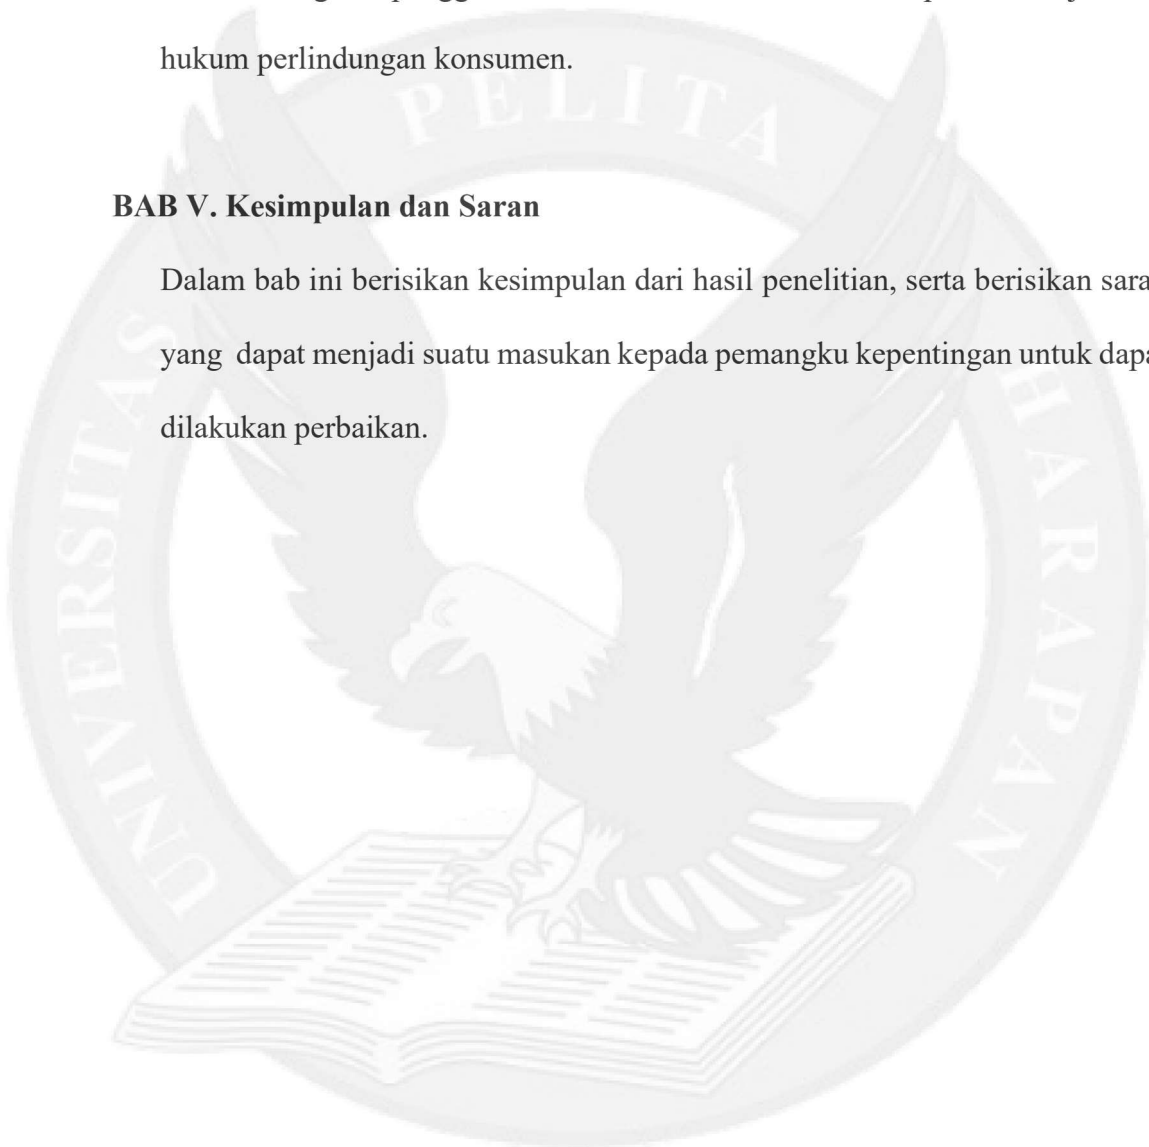 hukum perlindungan konsumen.
PELITA
BAB V. Kesimpulan dan Saran
Dalam bab ini berisikan kesimpulan dari hasil penelitian, serta berisikan
yang dapat menjadi suatu masukan kepada pemangku kepentingan untuk
dilakukan perbaikan.
UNIVERSITAS
HARAPAN